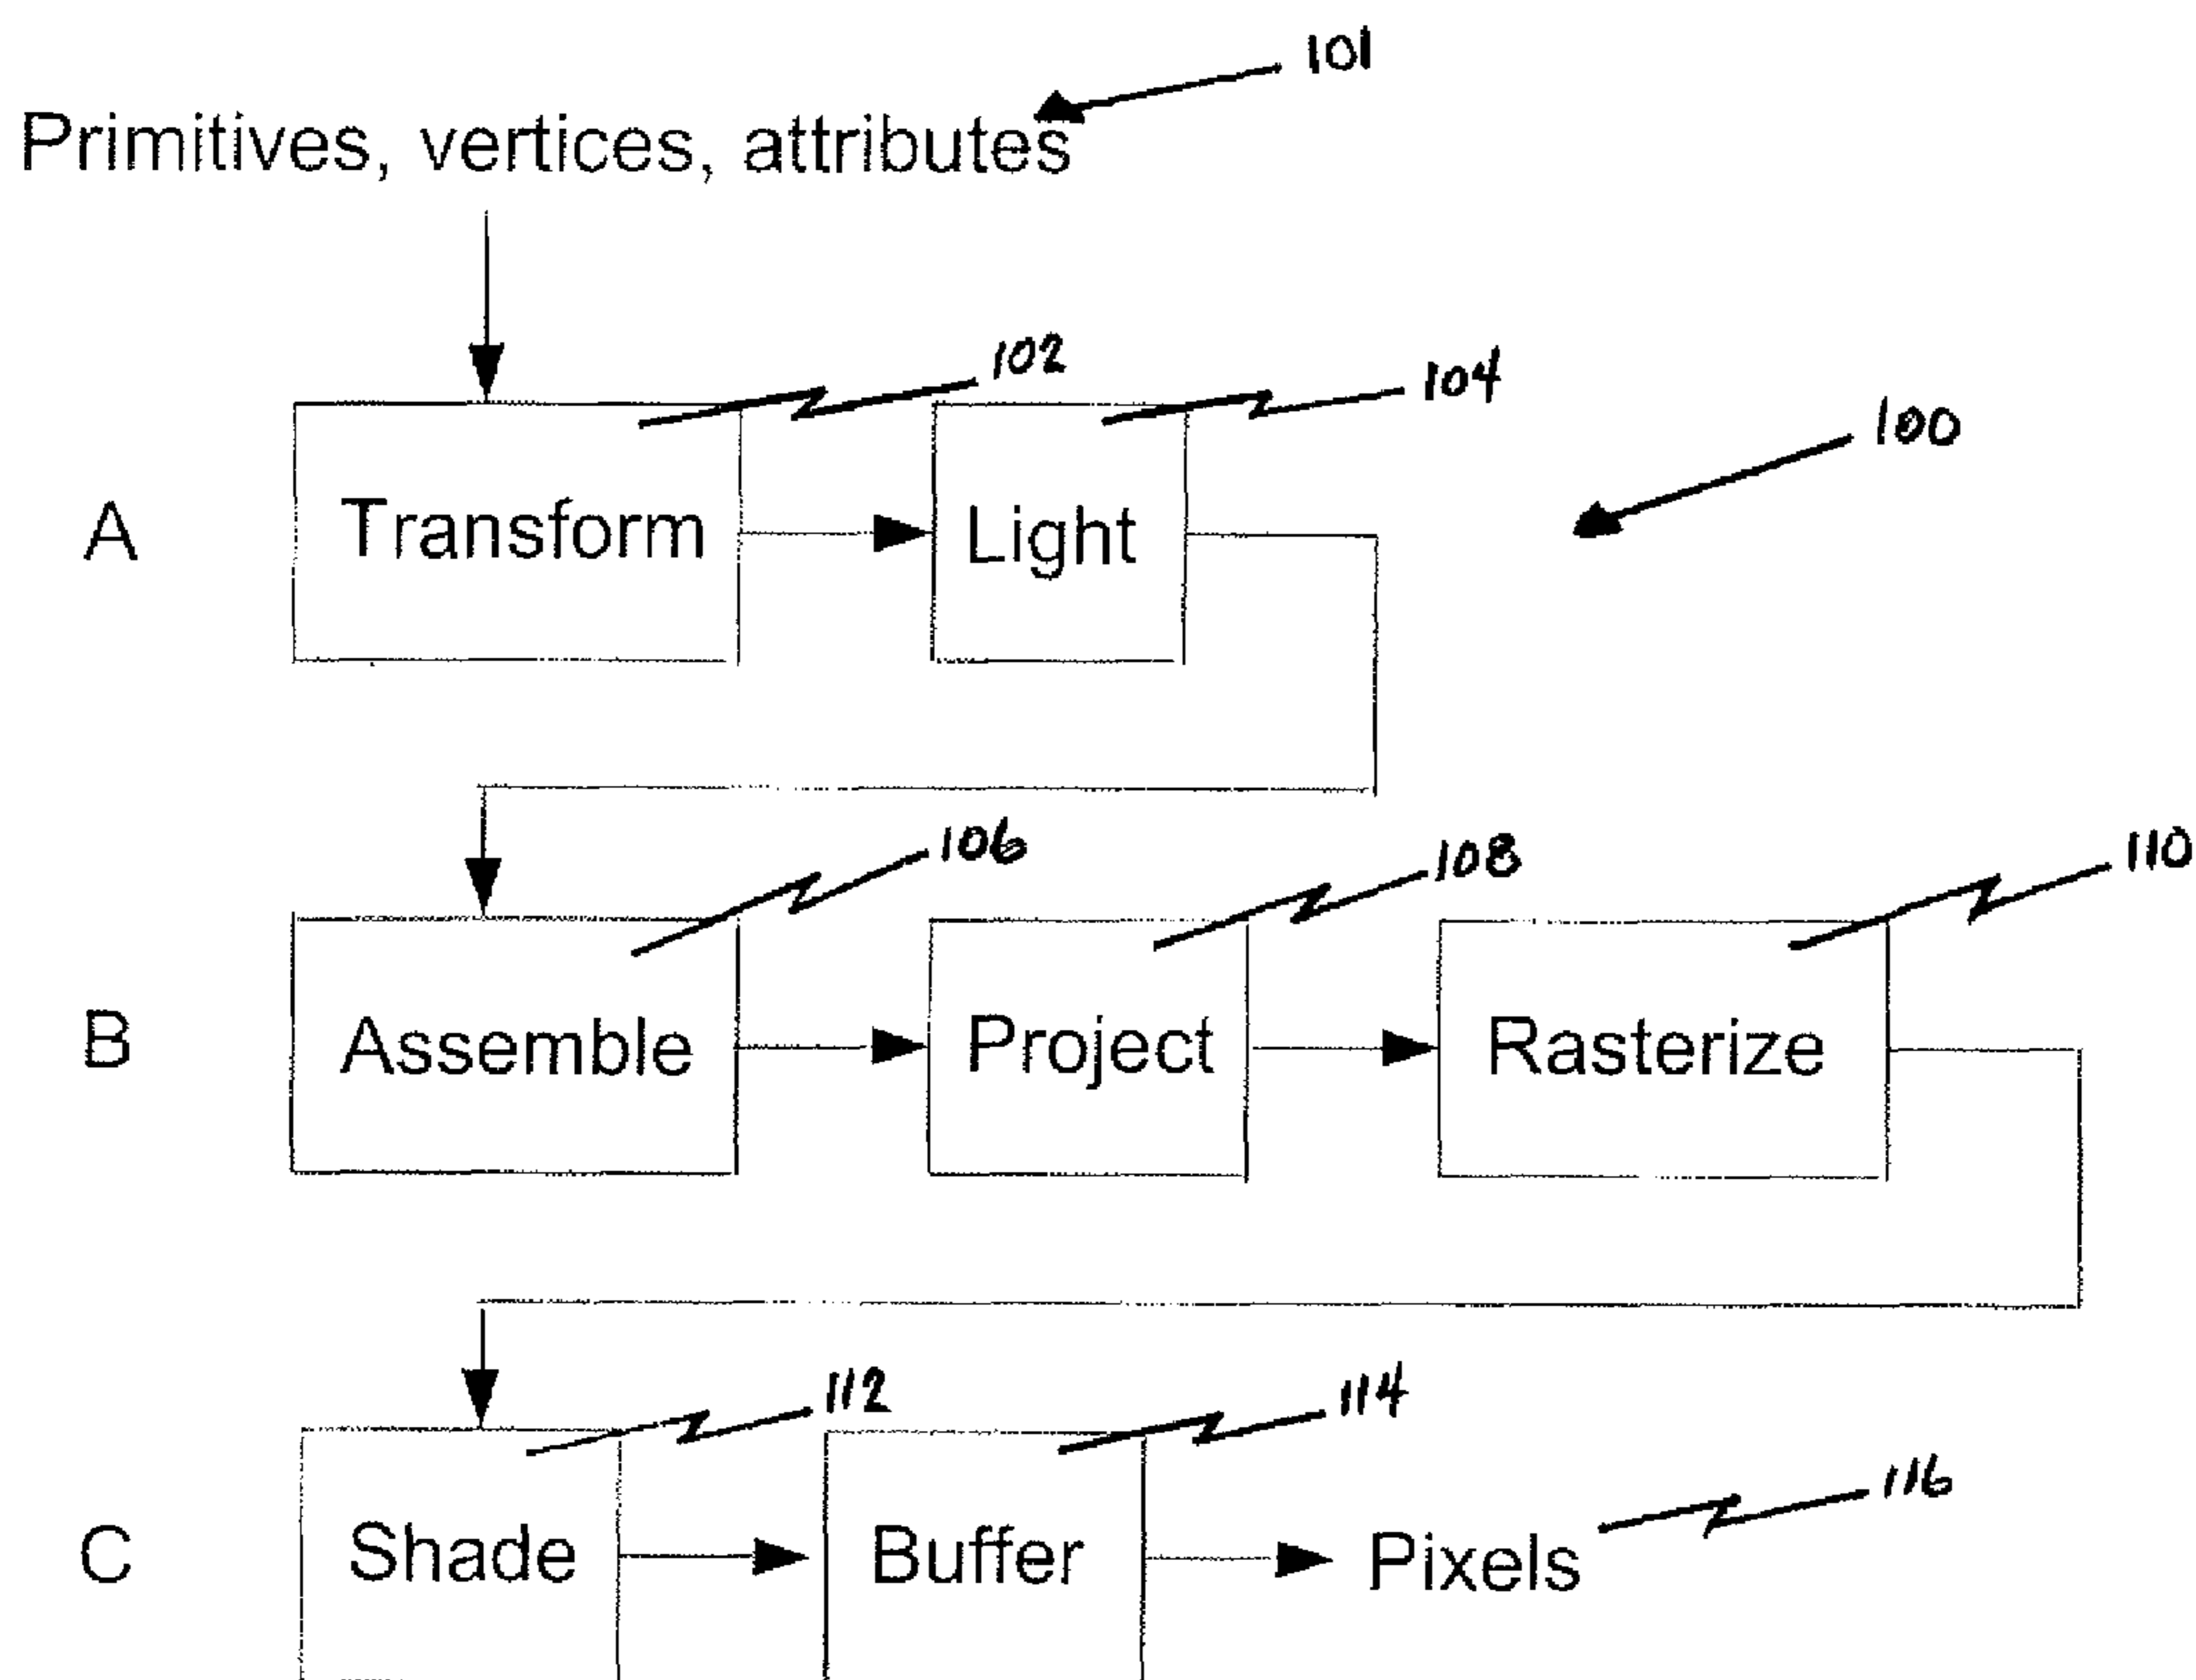 101
Primitives, vertices, attributes
102
104
100
A
Transform
Light
106
108
110
B
Assemble
Project
Rasterize
112
114
116
C
Shade
Buffer
Pixels